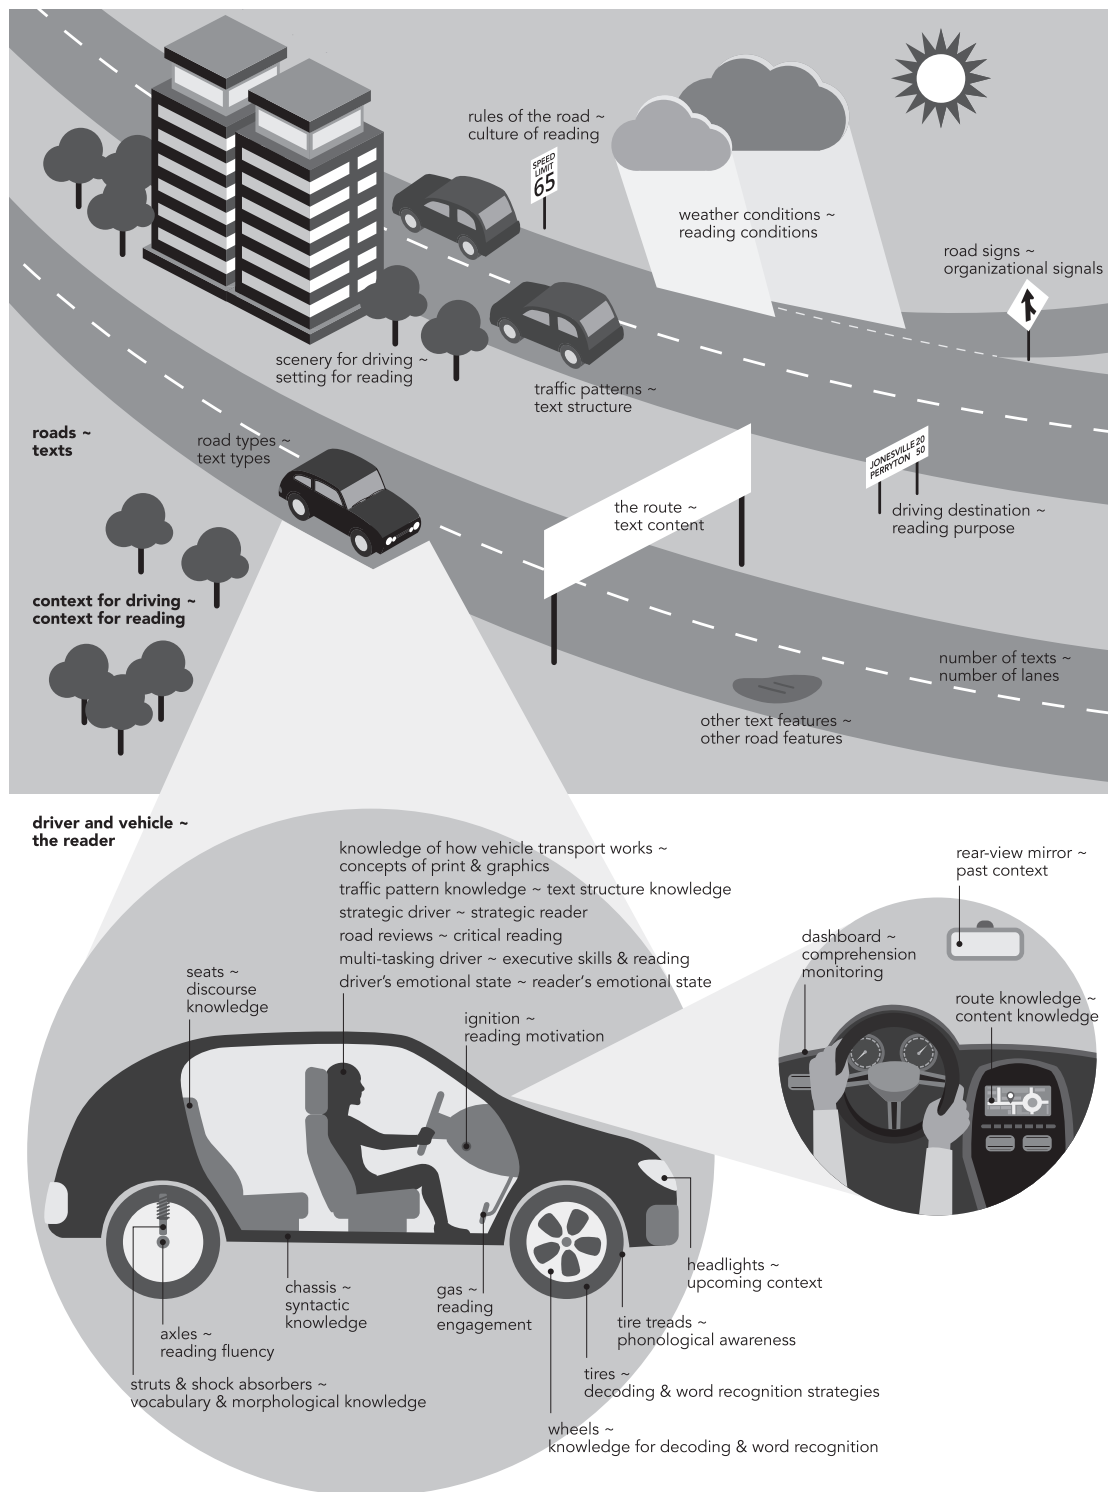 rules of the road ~
culture of reading
SPEED
LIMIT
65
weather conditions ~
reading conditions
road signs ~
organizational signals
scenery for driving ~
setting for reading
traffic patterns ~
text structure
roads ~
texts
road types ~
text types
JONESVILLE 20
PERRYTON 50
the route ~
text content
driving destination ~
reading purpose
context for driving ~
context for reading
number of texts ~
number of lanes
other text features ~
other road features
driver and vehicle ~
the reader
knowledge of how vehicle transport works ~
concepts of print & graphics
traffic pattern knowledge ~ text structure knowledge
strategic driver ~ strategic reader
road reviews ~ critical reading
multi-tasking driver ~ executive skills & reading
driver's emotional state ~ reader's emotional state
rear-view mirror ~
past context
dashboard ~
comprehension
monitoring
seats ~
discourse
knowledge
route knowledge ~
content knowledge
ignition ~
reading motivation
headlights ~
upcoming context
chassis ~
syntactic
knowledge
gas ~
reading
engagement
tire treads ~
phonological awareness
axles ~
reading fluency
tires ~
decoding & word recognition strategies
struts & shock absorbers ~
vocabulary & morphological knowledge
wheels ~
knowledge for decoding & word recognition